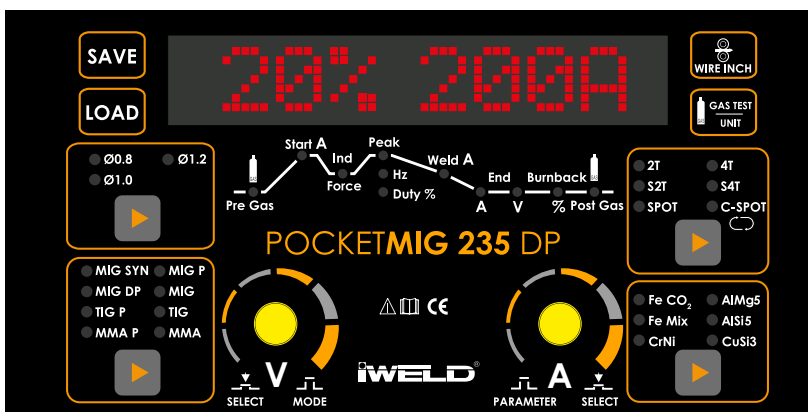 SAVE
20% 200A
WIRE INCH
LOAD
GAS
GAS TEST
UNIT
Ø0.8 Ø1.2
Ø1.0
GAS
Pre Gas
Start A
Ind
Force
Peak
Hz
Duty %
Weld A
End
A V
Burnback
%
GAS
Post Gas
2T 4T
S2T S4T
SPOT C-SPOT
POCKETMIG 235 DP
MIG SYN MIG P
MIG DP MIG
TIG P TIG
MMA P MMA
CE
Fe CO₂ AlMg5
Fe Mix AlSi5
CrNi CuSi3
V
SELECT MODE
iWELD®
A
PARAMETER SELECT